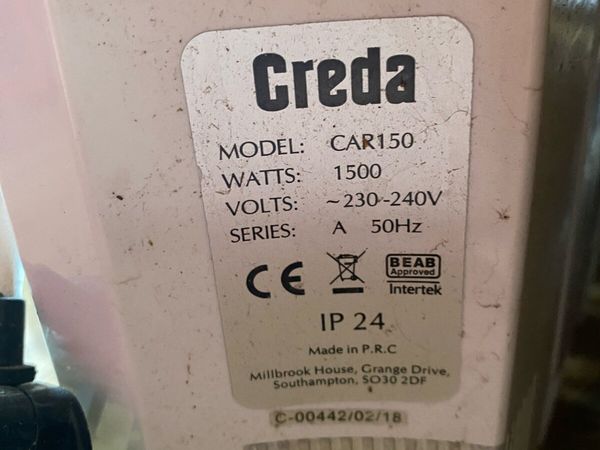 Creda
MODEL: CAR150
WATTS: 1500
VOLTS: ~230-240V
SERIES: A 50Hz
CE
BEAB
Approved
Intertek
IP 24
Made in P.R.C
Millbrook House, Grange Drive,
Southampton, SO30 2DF
C-00442/02/18